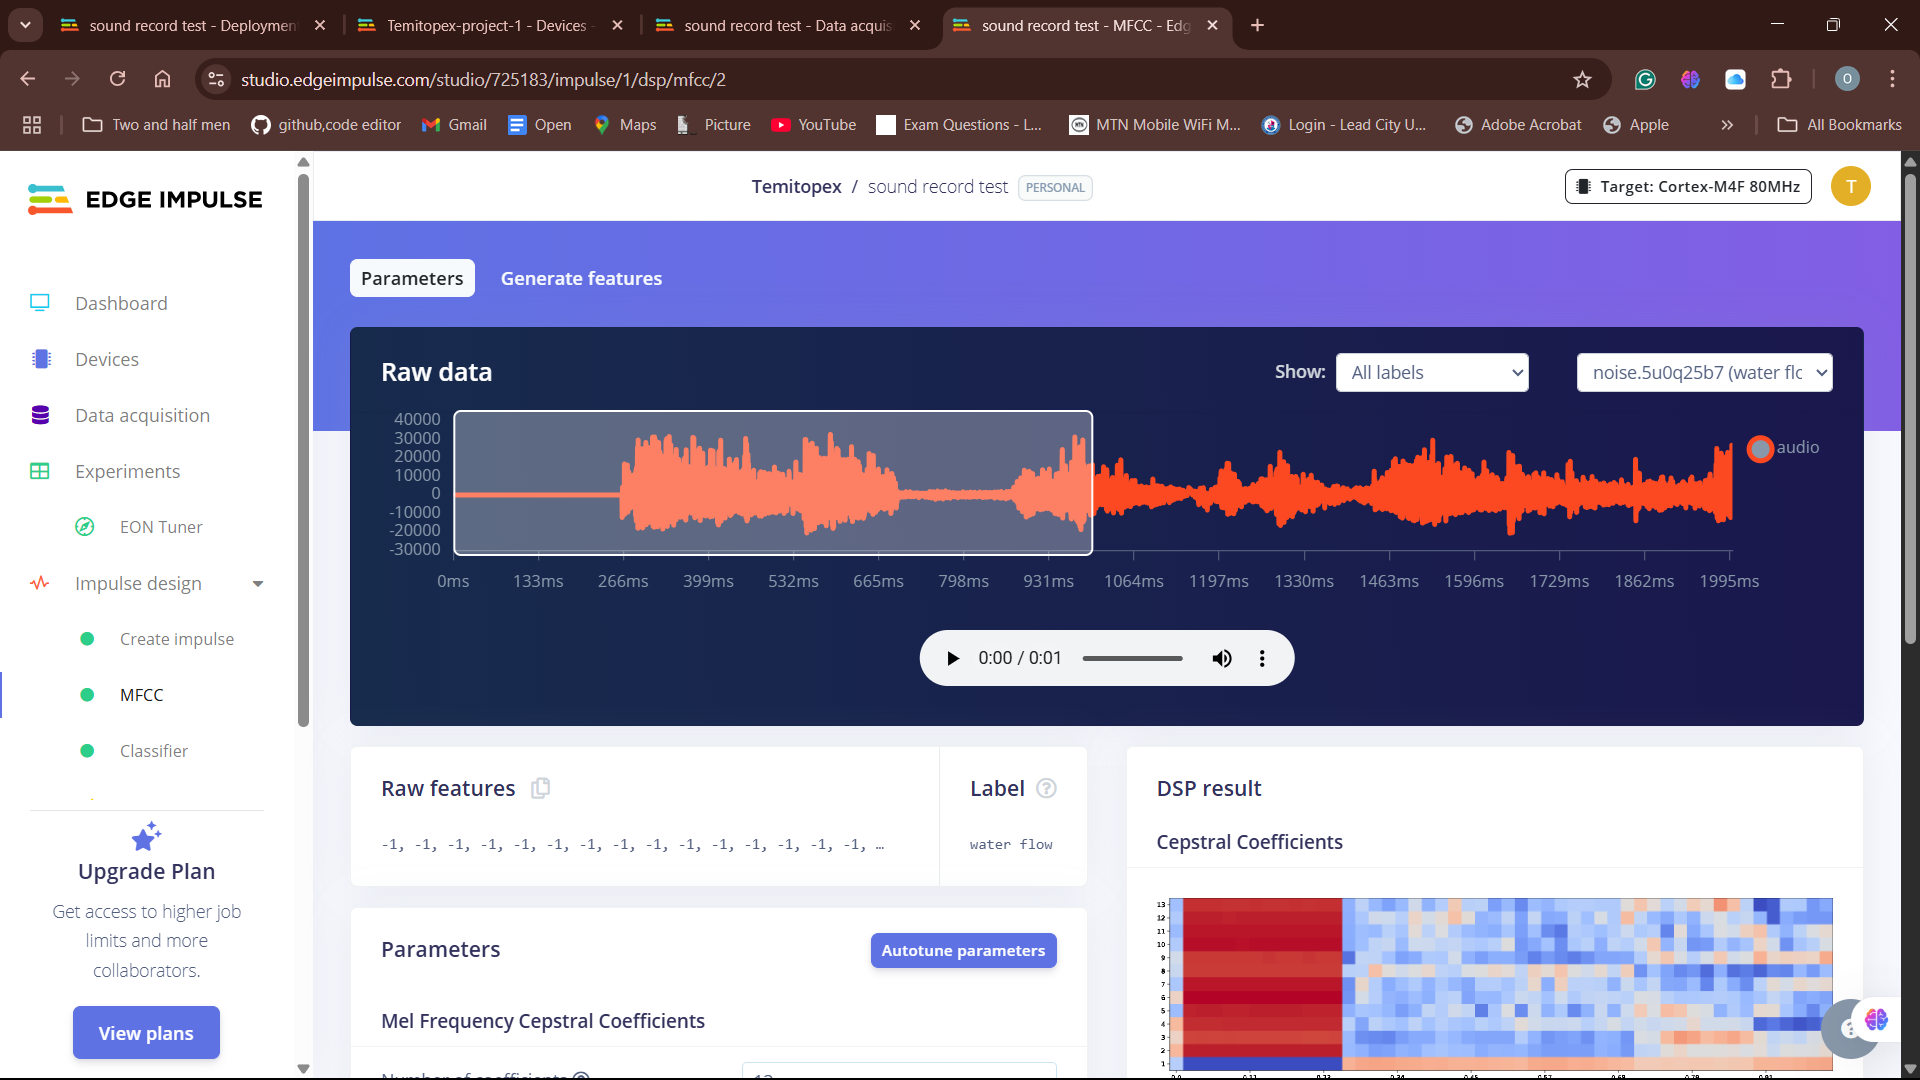 sound record test - Deploymen
Temitopex-project-1 - Devices -
sound record test - Data acquis
sound record test - MFCC - Edg
studio.edgeimpulse.com/studio/725183/impulse/1/dsp/mfcc/2
O
Two and half men
github,code editor
Gmail
Open
Maps
Picture
YouTube
Exam Questions - L...
MTN Mobile WiFi M...
Login - Lead City U...
Adobe Acrobat
Apple
All Bookmarks
EDGE IMPULSE
Temitopex / sound record test PERSONAL
Target: Cortex-M4F 80MHz
T
Dashboard
Devices
Data acquisition
Experiments
EON Tuner
Impulse design
Create impulse
MFCC
Classifier
Upgrade Plan
Get access to higher job
limits and more
collaborators.
View plans
Parameters
Generate features
Raw data
Show: All labels
noise.5u0q25b7 (water flc
40000
30000
20000
10000
0
-10000
-20000
-30000
audio
0ms 133ms 266ms 399ms 532ms 665ms 798ms 931ms 1064ms 1197ms 1330ms 1463ms 1596ms 1729ms 1862ms 1995ms
0:00 / 0:01
Raw features
-1, -1, -1, -1, -1, -1, -1, -1, -1, -1, -1, -1, -1, -1, -1, …
Label
water flow
Parameters
Autotune parameters
Mel Frequency Cepstral Coefficients
Number of coefficients
13
DSP result
Cepstral Coefficients
13
12
11
10
9
8
7
6
5
4
3
2
1